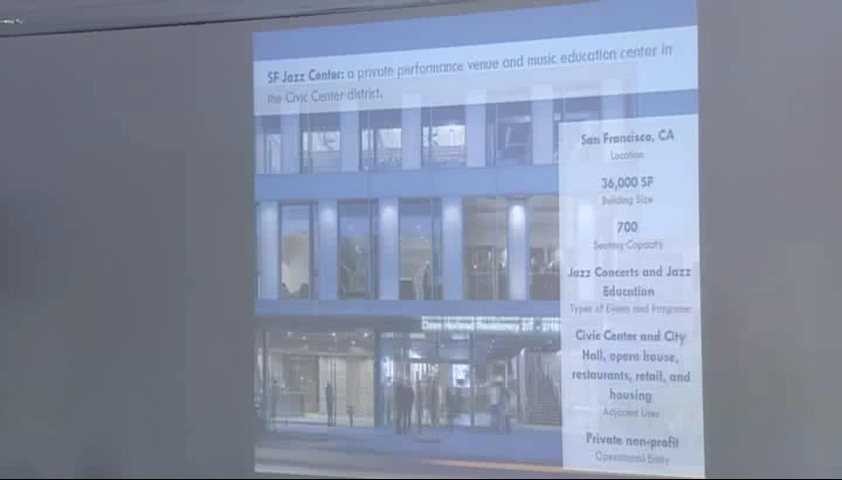 SF Jazz Center: a private performance venue and music education center in
the Civic Center district.
San Francisco, CA
Location
36,000 SF
Building Size
700
Seating Capacity
Jazz Concerts and Jazz
Education
Types of Events and Programs
Civic Center and City
Hall, opera house,
restaurants, retail, and
housing
Adjacent Uses
Private non-profit
Operational Entity